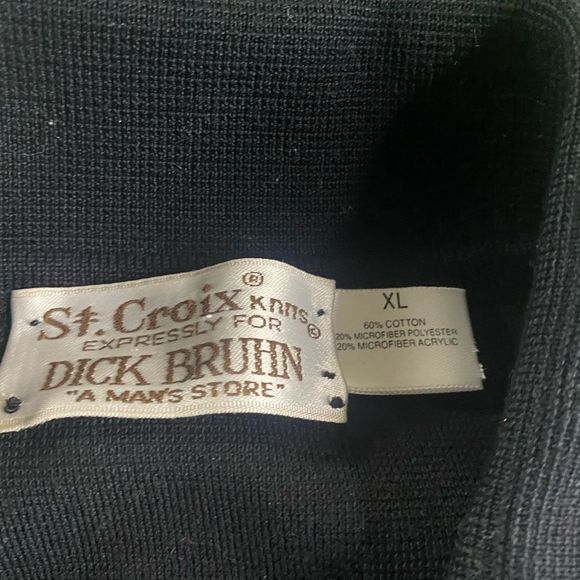 St. Croix® KNITS®
EXPRESSLY FOR
DICK BRUHN
"A MAN'S STORE"
XL
60% COTTON
20% MICROFIBER POLYESTER
20% MICROFIBER ACRYLIC